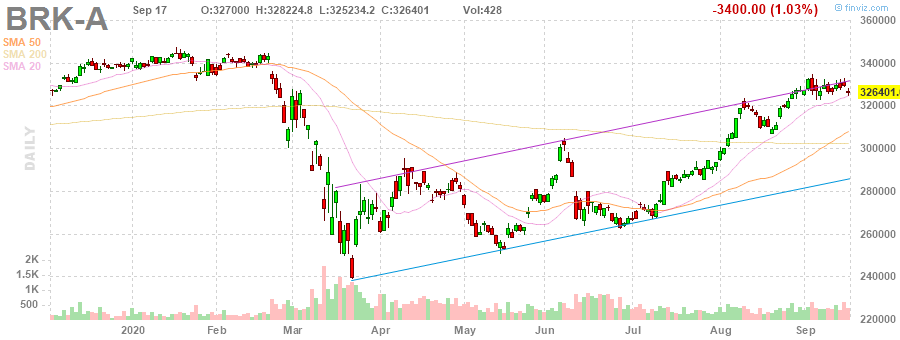 BRK-A
Sep 17 O:327000 H:328224.8 L:325234.2 C:326401 Vol:428 -3400.00 (1.03%)
© finviz.com
SMA 50
SMA 200
SMA 20
DAILY
360000
340000
326401.
320000
300000
280000
260000
240000
220000
2K
1.5K
1K
500
2020 Feb Mar Apr May Jun Jul Aug Sep